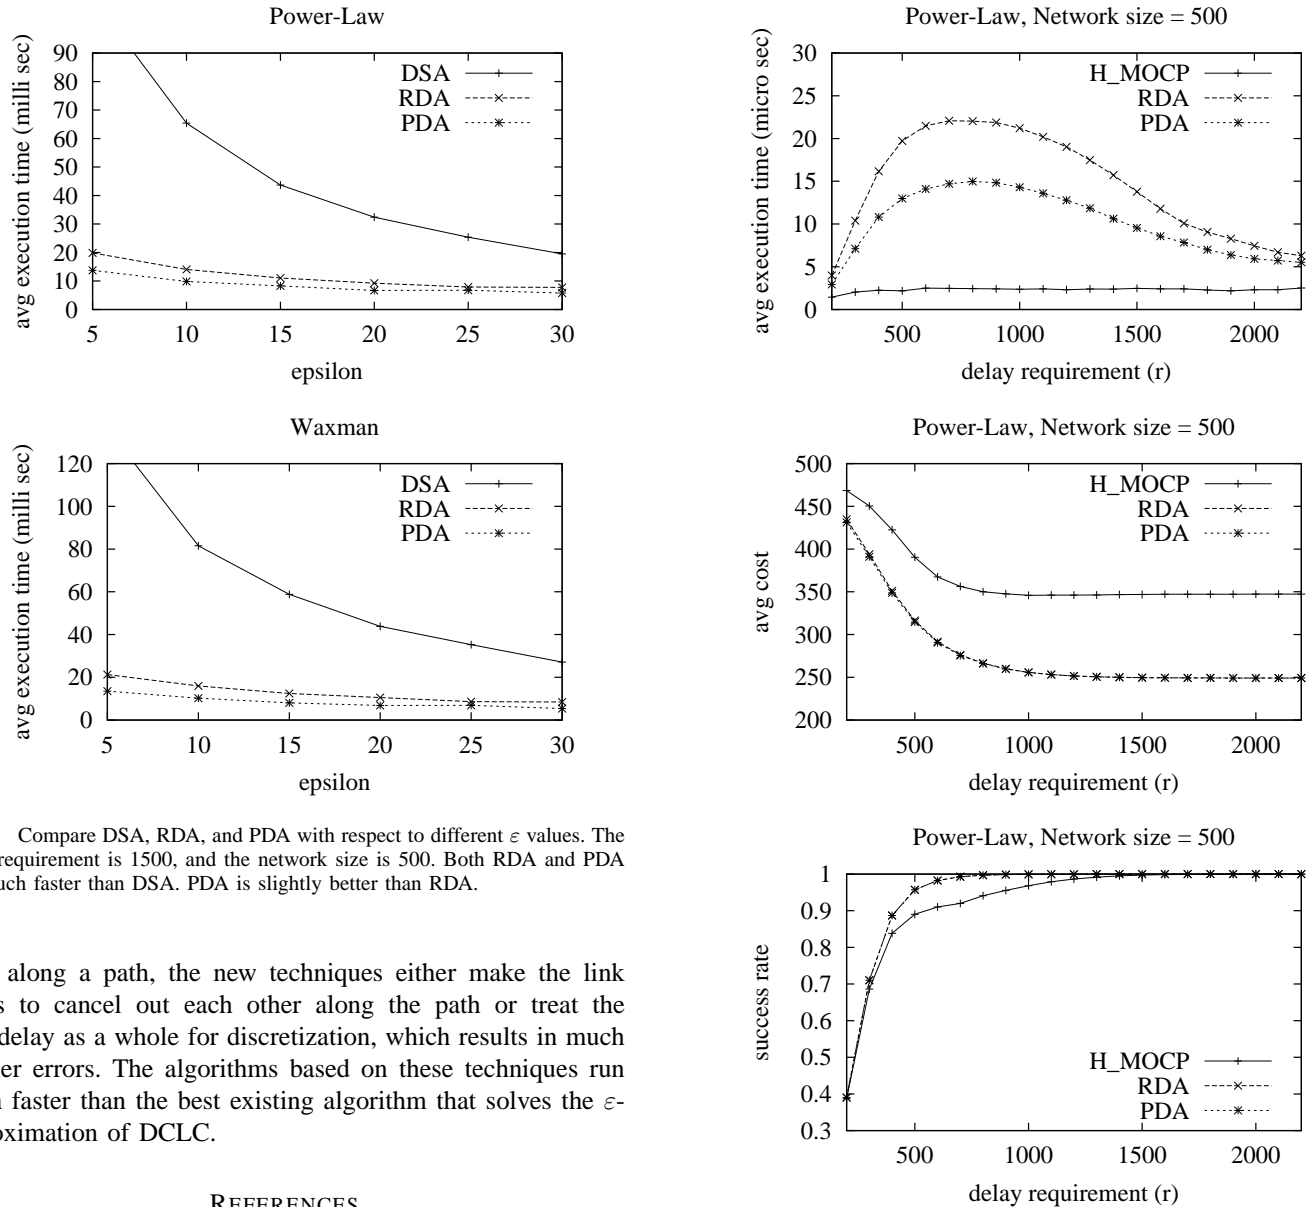 Power-Law
avg execution time (milli sec)
90
80
70
60
50
40
30
20
10
0
DSA
RDA
PDA
5 10 15 20 25 30
epsilon
Waxman
avg execution time (milli sec)
120
100
80
60
40
20
0
DSA
RDA
PDA
5 10 15 20 25 30
epsilon
Compare DSA, RDA, and PDA with respect to different ε values. The
requirement is 1500, and the network size is 500. Both RDA and PDA
uch faster than DSA. PDA is slightly better than RDA.
along a path, the new techniques either make the link
s to cancel out each other along the path or treat the
delay as a whole for discretization, which results in much
er errors. The algorithms based on these techniques run
n faster than the best existing algorithm that solves the ε-
oximation of DCLC.
REFERENCES
Power-Law, Network size = 500
avg execution time (micro sec)
30
25
20
15
10
5
0
H_MOCP
RDA
PDA
500 1000 1500 2000
delay requirement (r)
Power-Law, Network size = 500
avg cost
500
450
400
350
300
250
200
H_MOCP
RDA
PDA
500 1000 1500 2000
delay requirement (r)
Power-Law, Network size = 500
success rate
1
0.9
0.8
0.7
0.6
0.5
0.4
0.3
H_MOCP
RDA
PDA
500 1000 1500 2000
delay requirement (r)